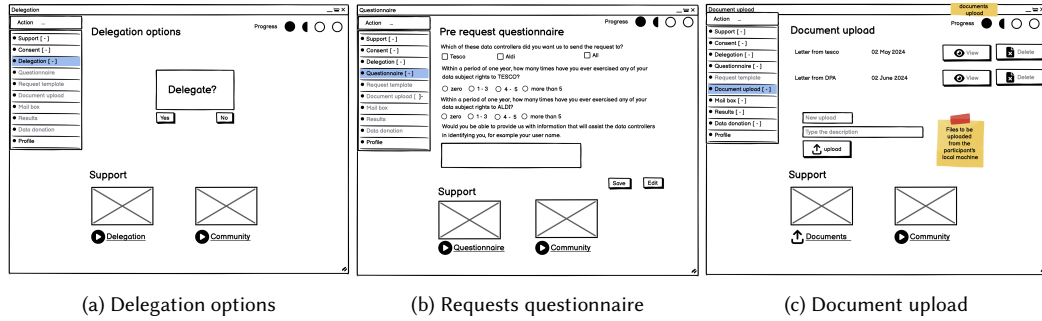 Delegation
Action
Support [ - ]
Consent [ - ]
Delegation [ - ]
Questionnaire
Request template
Document upload
Mail box
Results
Data donation
Profile
Delegation options
Progress
Delegate?
Yes
No
Support
Delegation
Community
(a) Delegation options
Questionnaire
Action
Support [ - ]
Consent [ - ]
Delegation [ - ]
Questionnaire [ - ]
Request template
Document upload [ ]-
Mail box
Results
Data donation
Profile
Progress
Pre request questionnaire
Which of these data controllers did you want to us to send the request to?
Tesco Aldi All
Within a period of one year, how many times have you ever exercised any of your
data subject rights to TESCO?
zero 1 - 3 4 - 5 more than 5
Within a period of one year, how many times have you ever exercised any of your
data subject rights to ALDI?
zero 1 - 3 4 - 5 more than 5
Would you be able to provide us with information that will assist the data controllers
in identifying you, for example your user name.
Save Edit
Support
Questionnaire
Community
(b) Requests questionnaire
Document upload
documents
upload
Action
Support [ - ]
Consent [ - ]
Delegation [ - ]
Questionnaire [ - ]
Request template
Document upload [ - ]
Mail box [ - ]
Results [ - ]
Data donation [ - ]
Profile
Progress
Document upload
Letter from tesco 02 May 2024 View Delete
Letter from DPA 02 June 2024 View Delete
New upload
Type the description
upload
Files to be
uploaded
from the
participant's
local machine
Support
Documents
Community
(c) Document upload